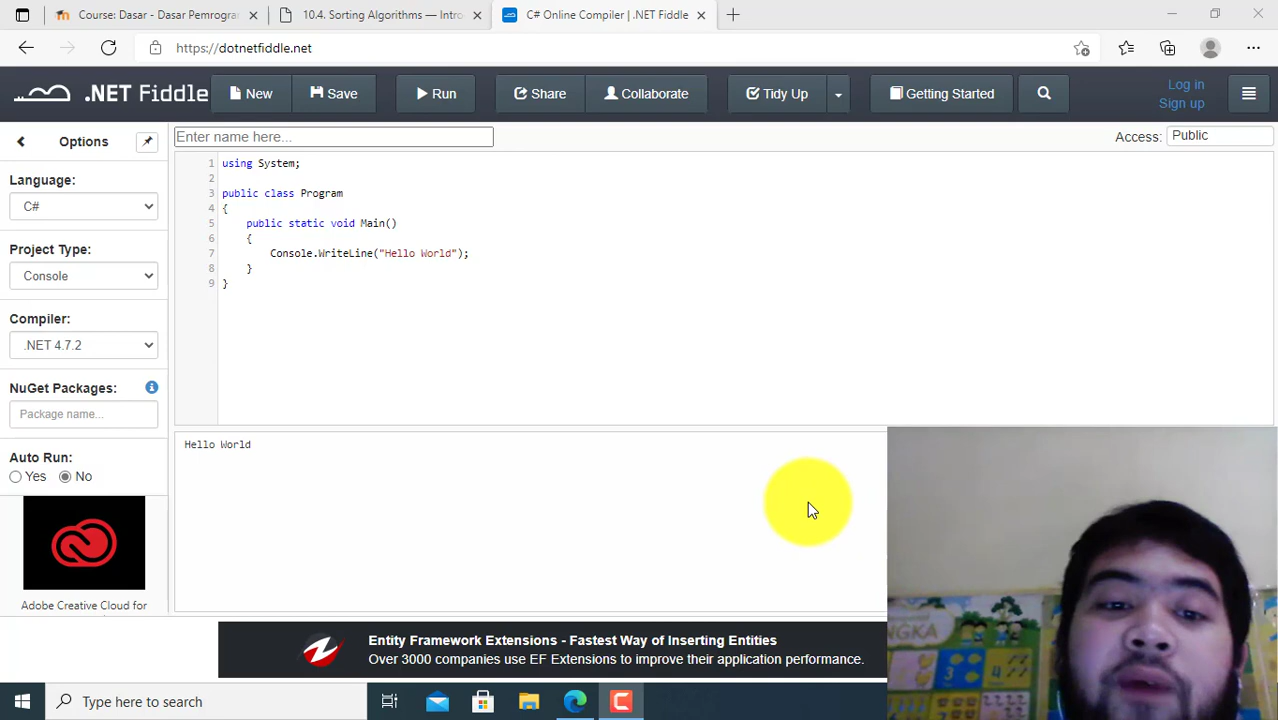 Course: Dasar - Dasar Pemrogra
10.4. Sorting Algorithms — Intro
C# Online Compiler | .NET Fiddle
https://dotnetfiddle.net
.NET Fiddle
New
Save
Run
Share
Collaborate
Tidy Up
Getting Started
Log in
Sign up
Options
Enter name here...
Access:
Public
Language:
C#
Project Type:
Console
Compiler:
.NET 4.7.2
NuGet Packages:
Package name...
Auto Run:
Yes
No
1 using System;
2
3 public class Program
4 {
5 public static void Main()
6 {
7 Console.WriteLine("Hello World");
8 }
9 }
Hello World
Adobe Creative Cloud for
Entity Framework Extensions - Fastest Way of Inserting Entities
Over 3000 companies use EF Extensions to improve their application performance.
NGKA
Type here to search